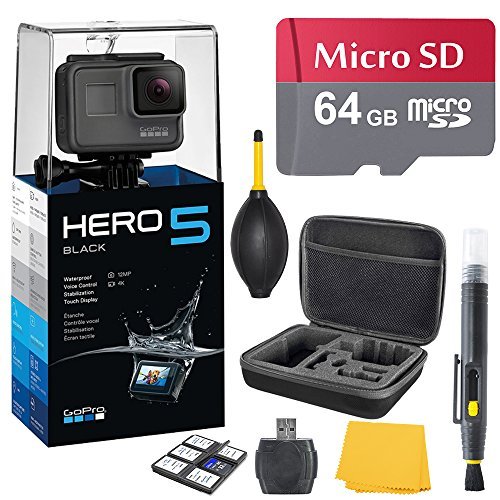 GoPro
HERO5
BLACK
Waterproof
Voice Control
Stabilization
Touch Display
12MP
4K
Étanche
Contrôle vocal
Stabilisation
Écran tactile
GoPro
Micro SD
64 GB micro
SD